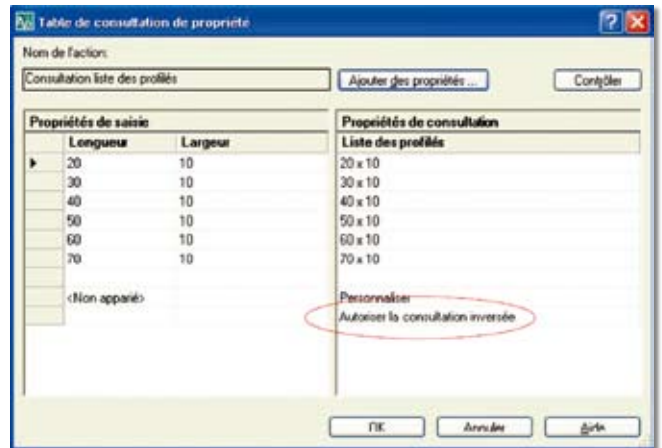 Table de consultation de propriété
Nom de l'action:
Consultation liste des profilés
Ajouter des propriétés ...
Contrôler
Propriétés de saisie
Propriétés de consultation
Longueur Largeur
Liste des profilés
20 10 20 x 10
30 10 30 x 10
40 10 40 x 10
50 10 50 x 10
60 10 60 x 10
70 10 70 x 10
<Non apparié> Personnaliser
Autoriser la consultation inversée
OK
Annuler
Aide